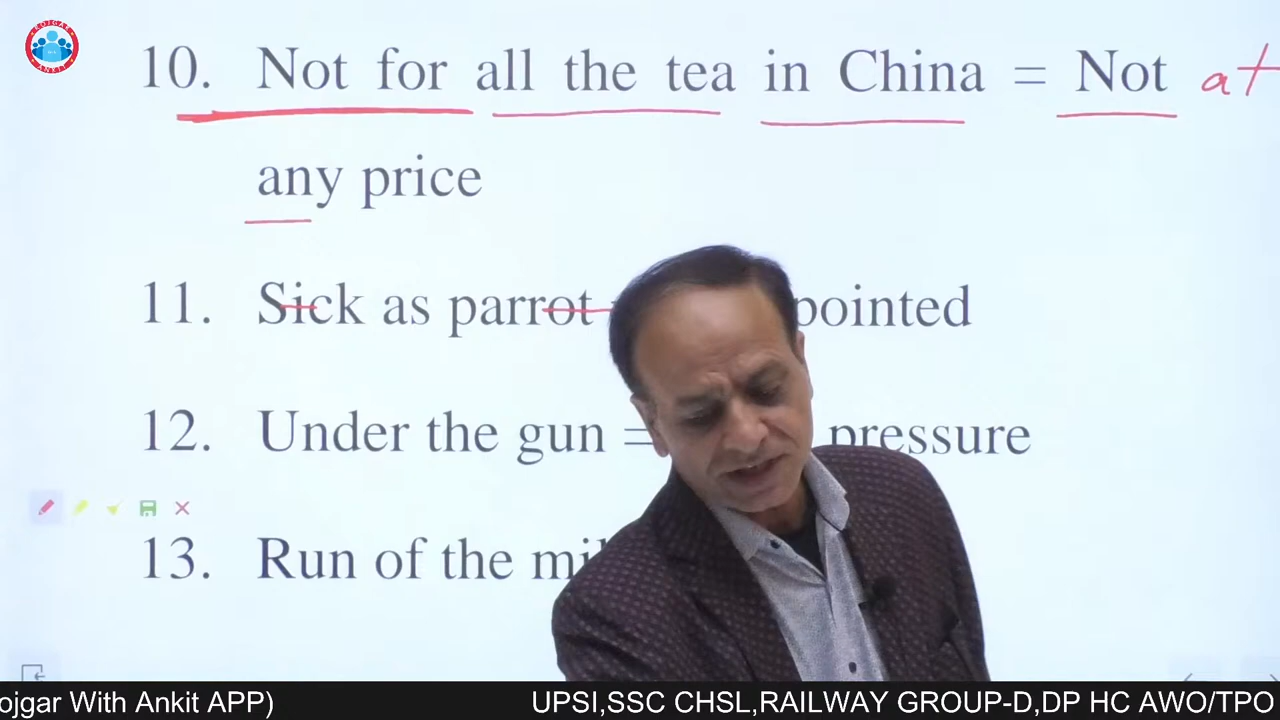 ROJGAR
ANKIT
10. Not for all the tea in China = Not at
any price
11. Sick as parrot
12. Under the gun = pressure
13. Run of the
ojgar With Ankit APP) UPSI,SSC CHSL,RAILWAY GROUP-D,DP HC AWO/TPO